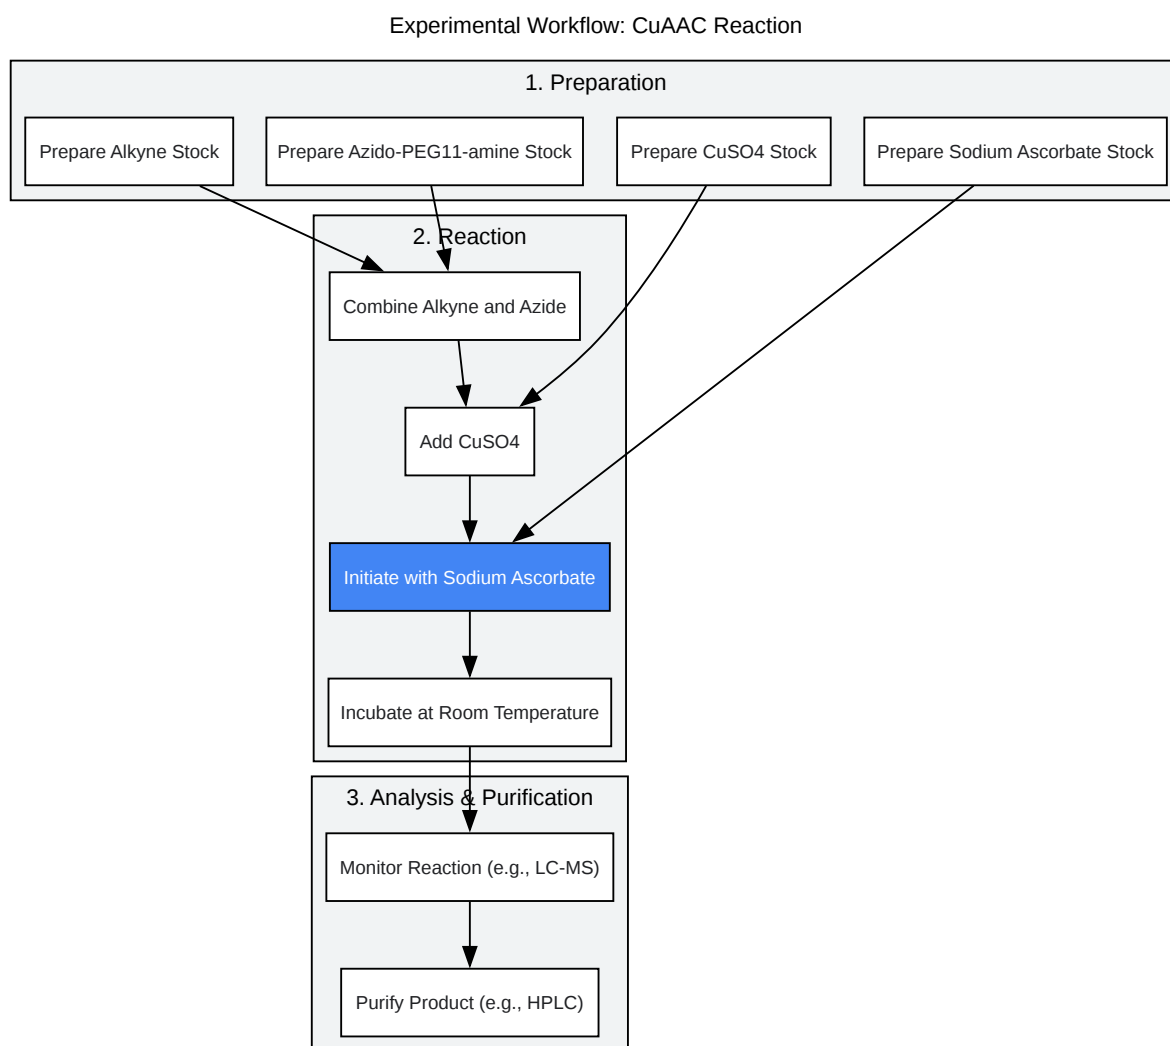 Experimental Workflow: CuAAC Reaction
1. Preparation
Prepare Alkyne Stock
Prepare Azido-PEG11-amine Stock
Prepare CuSO4 Stock
Prepare Sodium Ascorbate Stock
2. Reaction
Combine Alkyne and Azide
Add CuSO4
Initiate with Sodium Ascorbate
Incubate at Room Temperature
3. Analysis & Purification
Monitor Reaction (e.g., LC-MS)
Purify Product (e.g., HPLC)